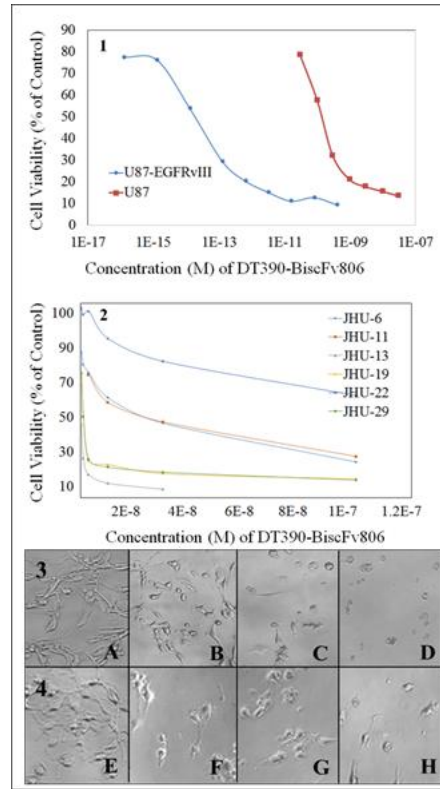 1
Cell Viability (% of Control)
90
80
70
60
50
40
30
20
10
0
U87-EGFRvIII
U87
1E-17
1E-15
1E-13
1E-11
1E-09
1E-07
Concentration (M) of DT390-BiscFv806
2
Cell Viability (% of Control)
110
90
70
50
30
10
JHU-6
JHU-11
JHU-13
JHU-19
JHU-22
JHU-29
2E-8
4E-8
6E-8
8E-8
1E-7
1.2E-7
Concentration (M) of DT390-BiscFv806
3
A
B
C
D
4
E
F
G
H